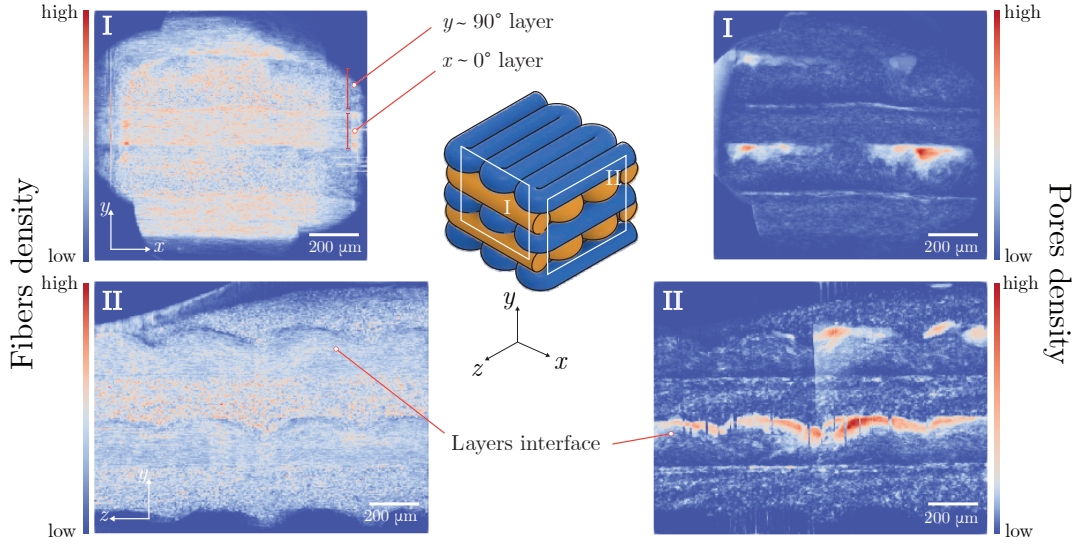 high
I
y ~ 90° layer
x ~ 0° layer
y
x
200 μm
low
Fibers density
high
II
y
z
200 μm
low
I
II
y
z
x
Layers interface
high
I
200 μm
low
Pores density
high
II
200 μm
low